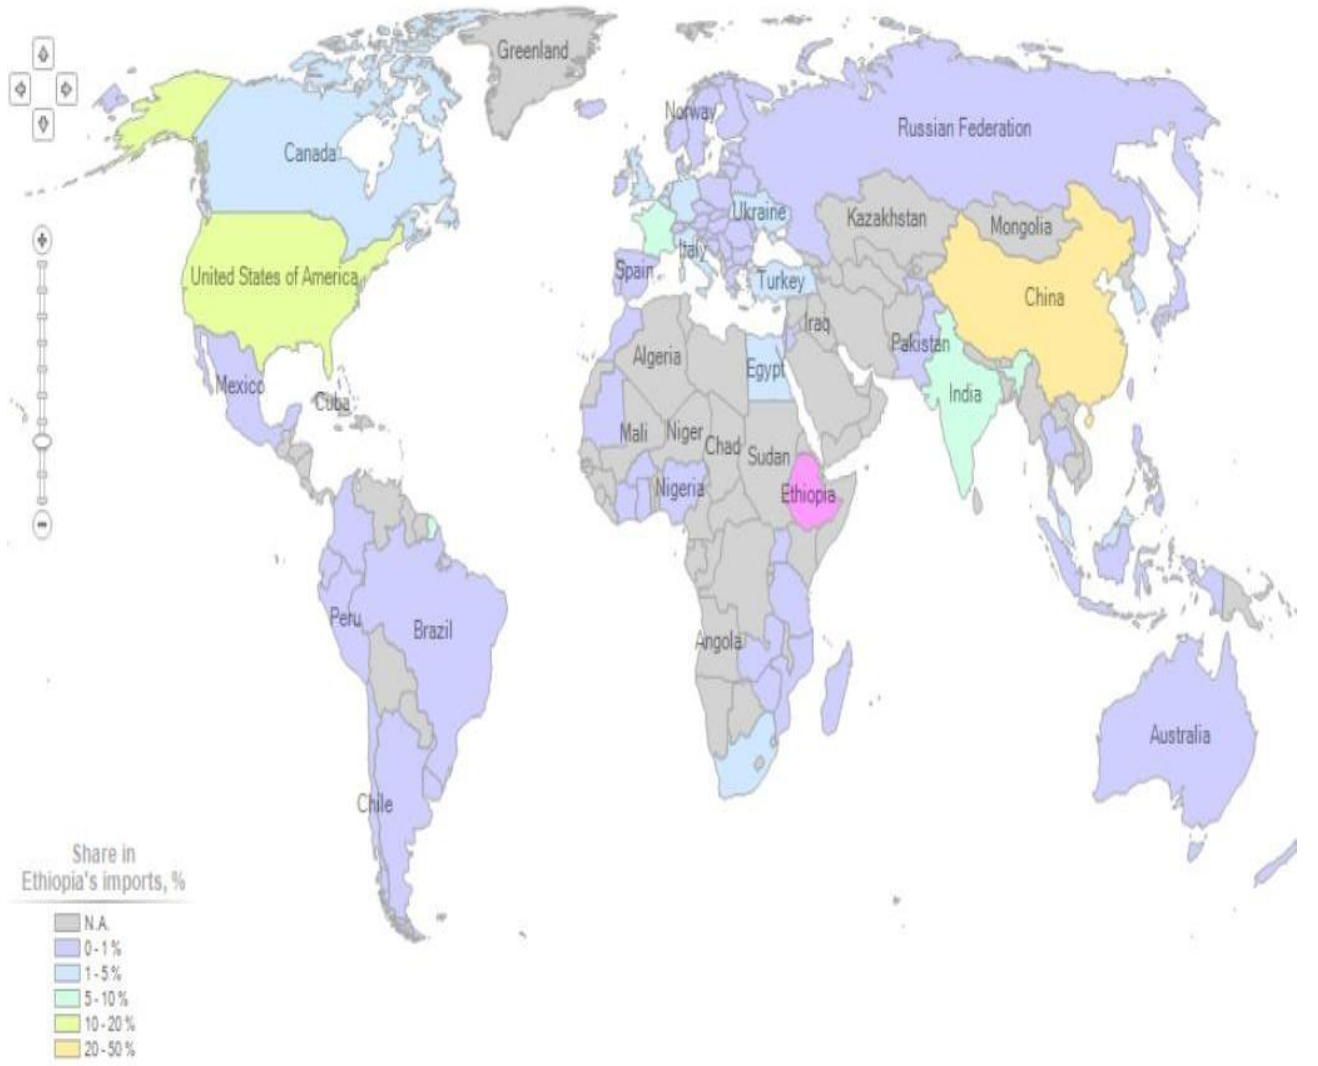 Greenland
Norway
Russian Federation
Canada
Kazakhstan
Ukraine
Mongolia
Italy
Spain
United States of America
Turkey
China
Iraq
Pakistan
Algeria
Egypt
India
Mexico
Cuba
Mali
Niger
Chad
Sudan
Nigeria
Ethiopia
Peru
Brazil
Angola
Australia
Chile
Share in
Ethiopia's imports, %
N.A.
0 - 1 %
1 - 5 %
5 - 10 %
10 - 20 %
20 - 50 %